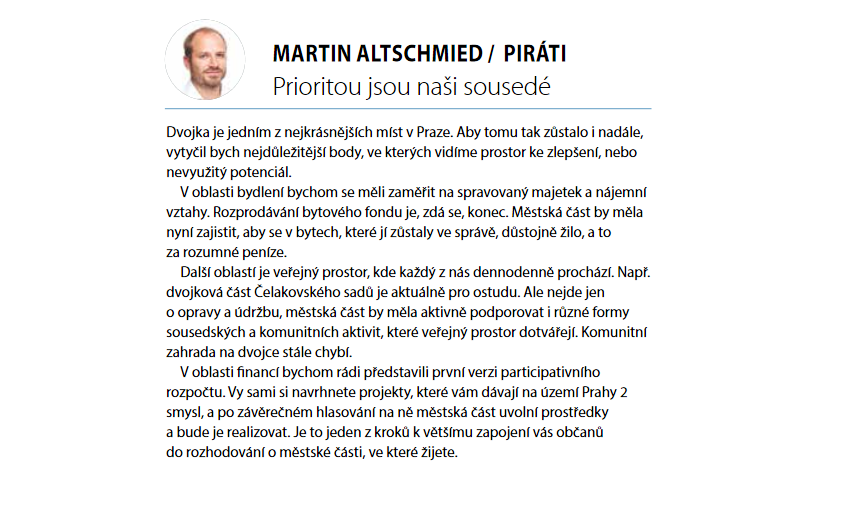 MARTIN ALTSCHMIED / PIRÁTI
Prioritou jsou naši sousedé
Dvojka je jedním z nejkrásnějších míst v Praze. Aby tomu tak zůstalo i nadále,
vytyčil bych nejdůležitější body, ve kterých vidíme prostor ke zlepšení, nebo
nevyužitý potenciál.
V oblasti bydlení bychom se měli zaměřit na spravovaný majetek a nájemní
vztahy. Rozprodávání bytového fondu je, zdá se, konec. Městská část by měla
nyní zajistit, aby se v bytech, které jí zůstaly ve správě, důstojně žilo, a to
za rozumné peníze.
Další oblastí je veřejný prostor, kde každý z nás dennodenně prochází. Např.
dvojková část Čelakovského sadů je aktuálně pro ostudu. Ale nejde jen
o opravy a údržbu, městská část by měla aktivně podporovat i různé formy
sousedských a komunitních aktivit, které veřejný prostor dotvářejí. Komunitní
zahrada na dvojce stále chybí.
V oblasti financí bychom rádi představili první verzi participativního
rozpočtu. Vy sami si navrhnete projekty, které vám dávají na území Prahy 2
smysl, a po závěrečném hlasování na ně městská část uvolní prostředky
a bude je realizovat. Je to jeden z kroků k většímu zapojení vás občanů
do rozhodování o městské části, ve které žijete.